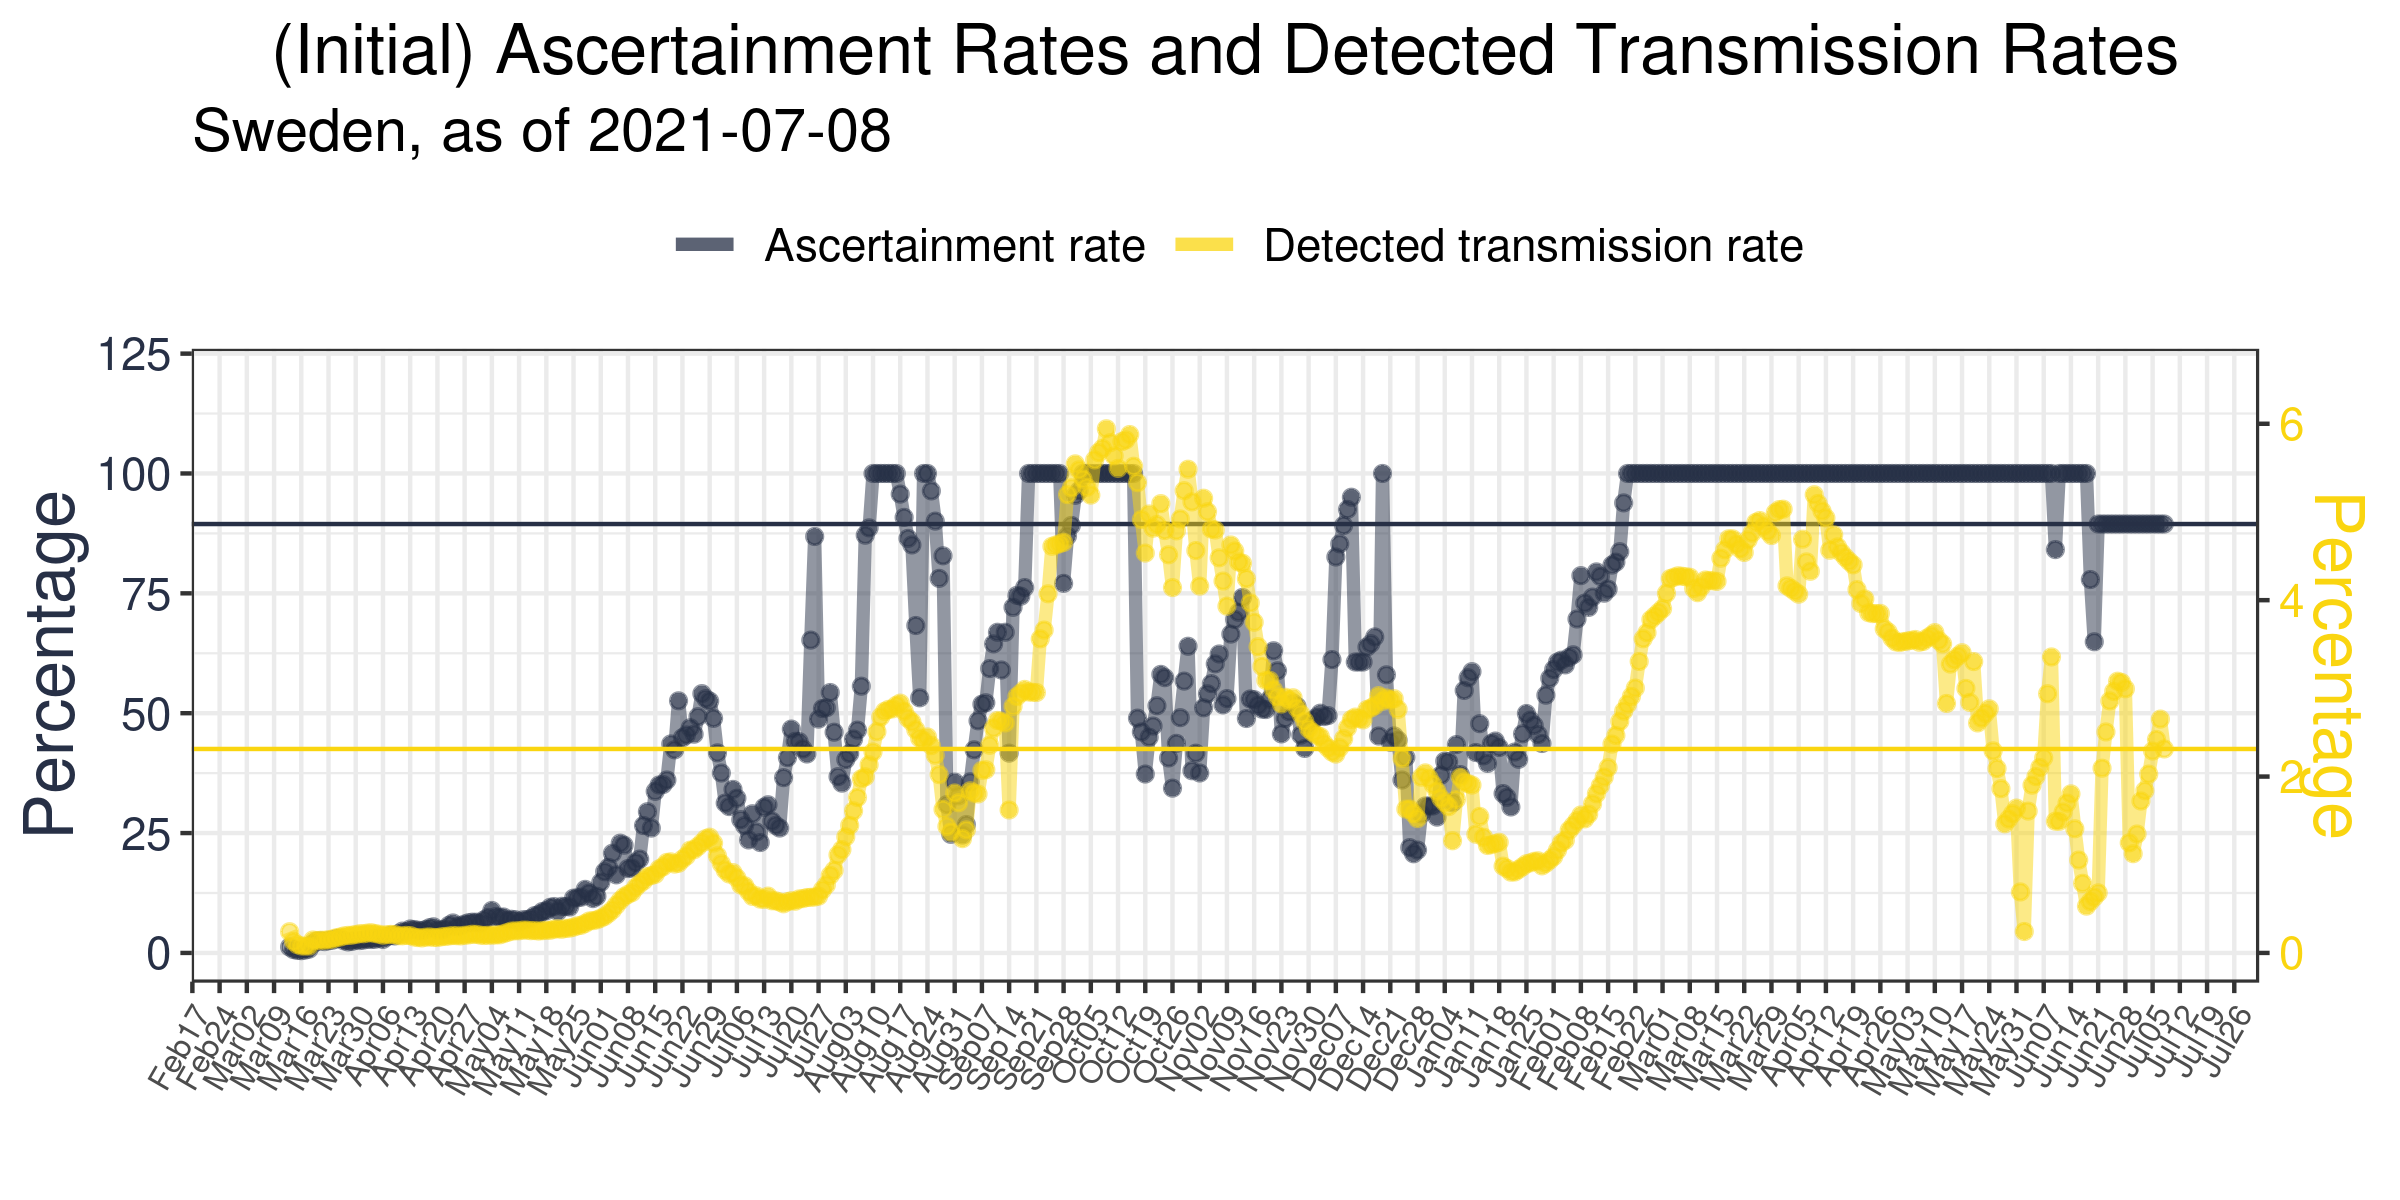 (Initial) Ascertainment Rates and Detected Transmission Rates
Sweden, as of 2021-07-08
Ascertainment rate Detected transmission rate
Percentage
125
100
75
50
25
0
6
4
2
0
Percentage
Feb17 Feb24 Mar02 Mar09 Mar16 Mar23 Mar30 Apr06 Apr13 Apr20 Apr27 May04 May11 May18 May25 Jun01 Jun08 Jun15 Jun22 Jun29 Jul06 Jul13 Jul20 Jul27 Aug03 Aug10 Aug17 Aug24 Aug31 Sep07 Sep14 Sep21 Sep28 Oct05 Oct12 Oct19 Oct26 Nov02 Nov09 Nov16 Nov23 Nov30 Dec07 Dec14 Dec21 Dec28 Jan04 Jan11 Jan18 Jan25 Feb01 Feb08 Feb15 Feb22 Mar01 Mar08 Mar15 Mar22 Mar29 Apr05 Apr12 Apr19 Apr26 May03 May10 May17 May24 May31 Jun07 Jun14 Jun21 Jun28 Jul05 Jul12 Jul19 Jul26